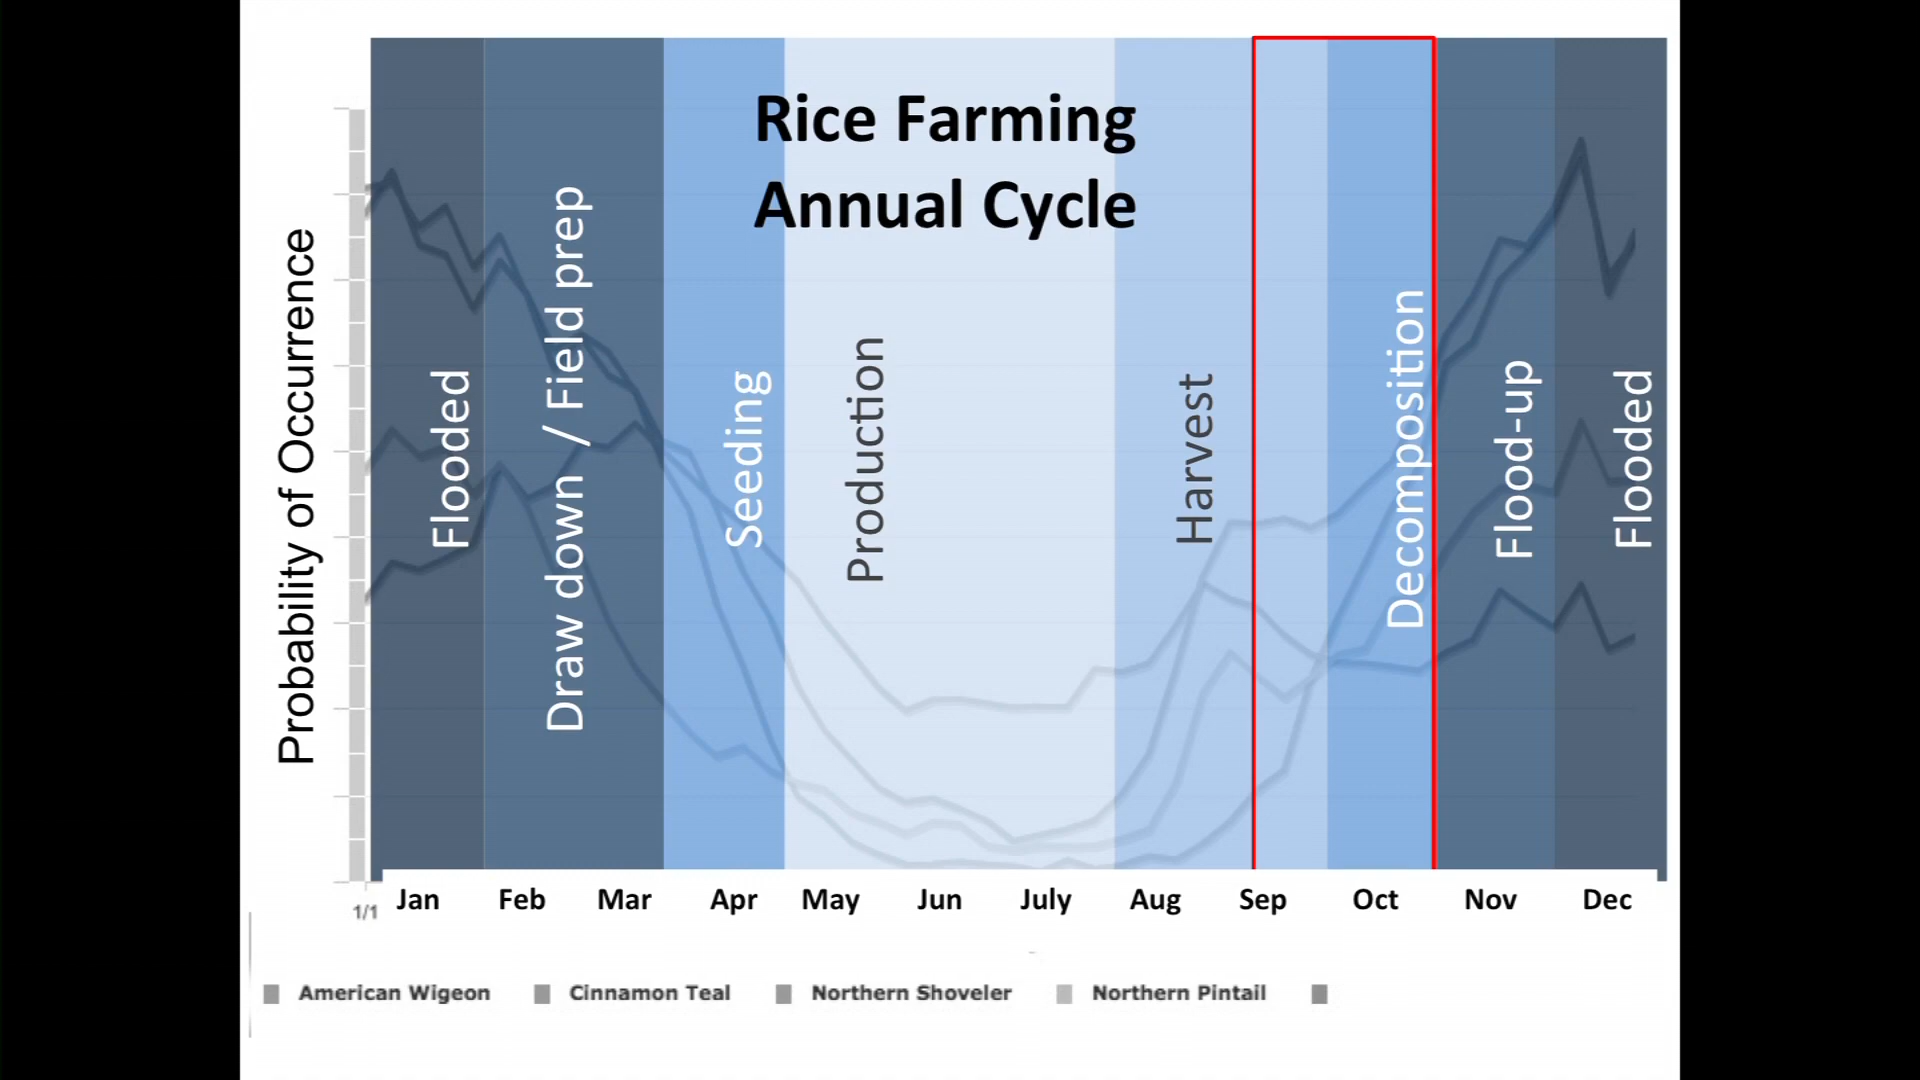 Rice Farming
Annual Cycle
Probability of Occurrence
Flooded
Draw down / Field prep
Seeding
Production
Harvest
Decomposition
Flood-up
Flooded
1/1 Jan Feb Mar Apr May Jun July Aug Sep Oct Nov Dec
American Wigeon Cinnamon Teal Northern Shoveler Northern Pintail